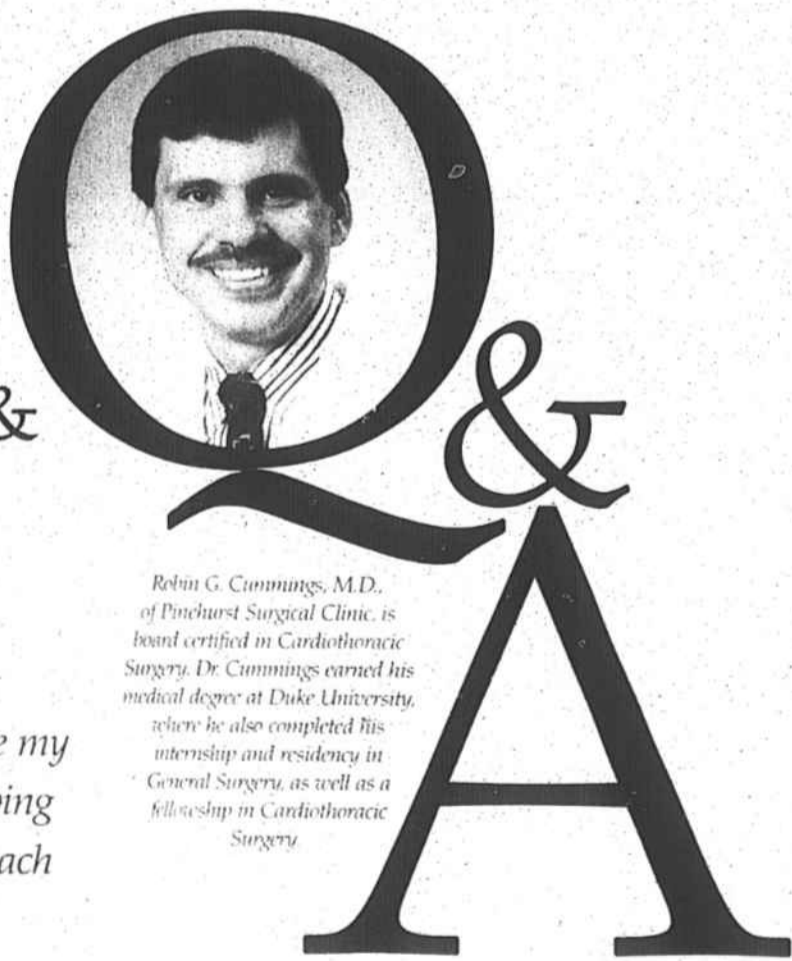 Q
&
&
A
Robin G. Cummings, M.D.,
of Pinehurst Surgical Clinic, is
board certified in Cardiothoracic
Surgery. Dr. Cummings earned his
medical degree at Duke University,
where he also completed his
internship and residency in
General Surgery, as well as a
fellowship in Cardiothoracic
Surgery.
my
ach